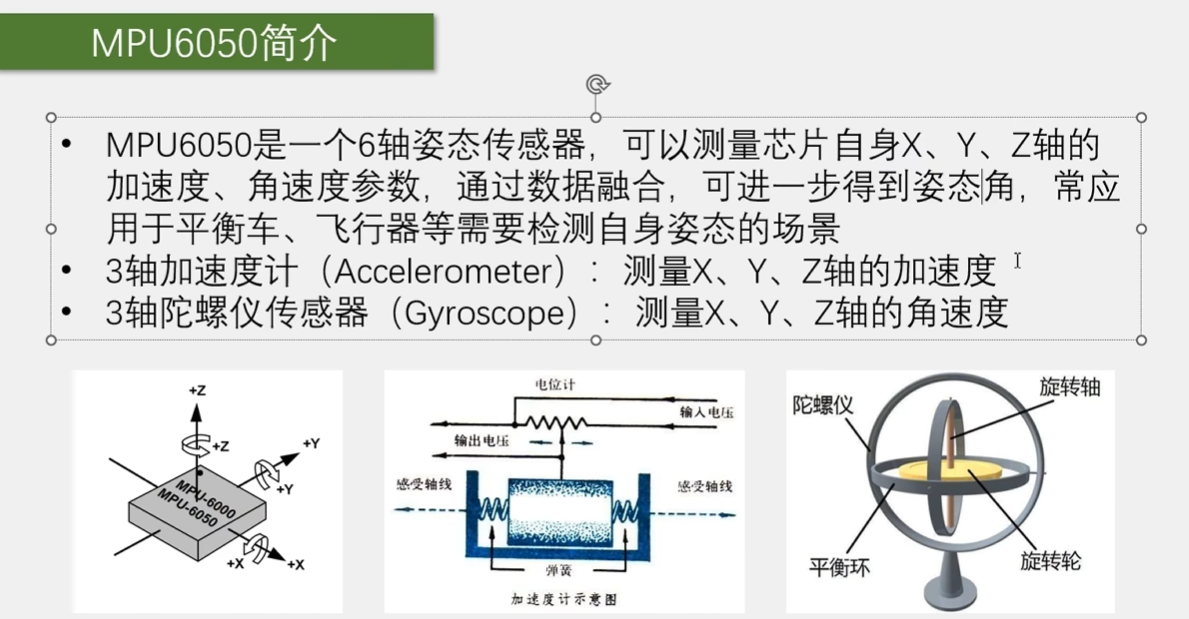 MPU6050简介
• MPU6050是一个6轴姿态传感器，可以测量芯片自身X、Y、Z轴的
加速度、角速度参数，通过数据融合，可进一步得到姿态角，常应
用于平衡车、飞行器等需要检测自身姿态的场景
• 3轴加速度计（Accelerometer）：测量X、Y、Z轴的加速度
• 3轴陀螺仪传感器（Gyroscope）：测量X、Y、Z轴的角速度
+Z
+Z
+Y
+Y
MPU-6000
MPU-6050
+X
+X
电位计
输入电压
输出电压
感受轴线
感受轴线
弹簧
加速度计示意图
旋转轴
陀螺仪
平衡环
旋转轮